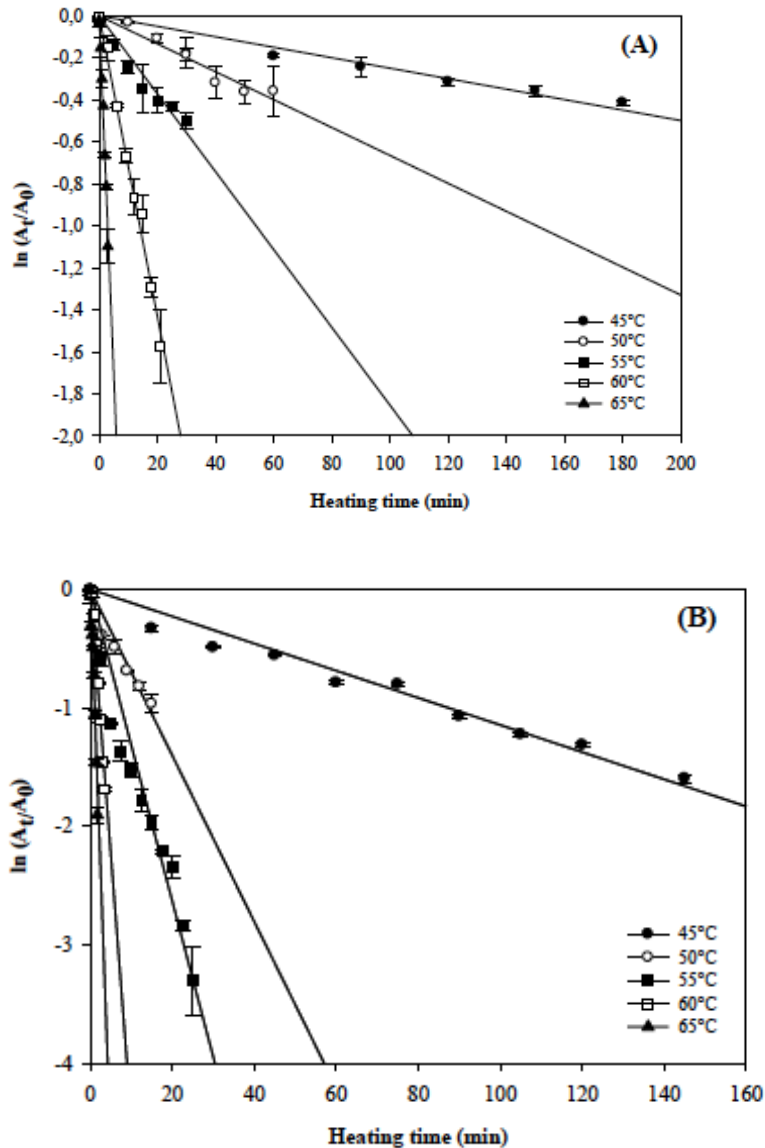 (A)
0,0
-0,2
-0,4
-0,6
-0,8
-1,0
-1,2
-1,4
-1,6
-1,8
-2,0
ln (At/A0)
45°C
50°C
55°C
60°C
65°C
0 20 40 60 80 100 120 140 160 180 200
Heating time (min)
(B)
0
-1
-2
-3
-4
ln (At/A0)
45°C
50°C
55°C
60°C
65°C
0 20 40 60 80 100 120 140 160
Heating time (min)